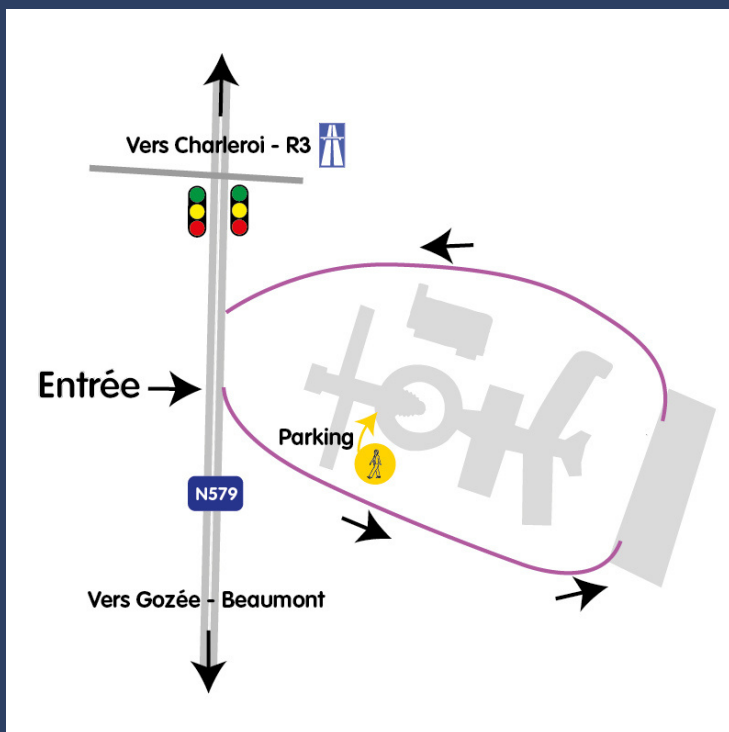 Vers Charleroi - R3
Entrée
Parking
N579
Vers Gozée - Beaumont